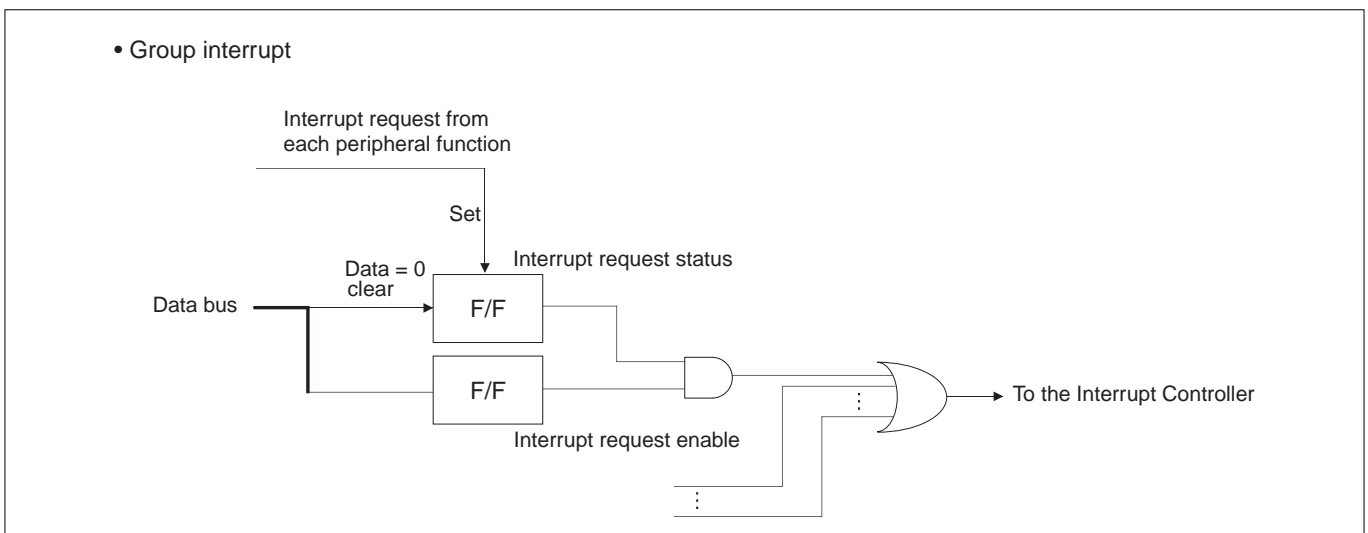 • Group interrupt
Interrupt request from
each peripheral function
Set
Interrupt request status
Data = 0
clear
Data bus
F/F
F/F
To the Interrupt Controller
Interrupt request enable